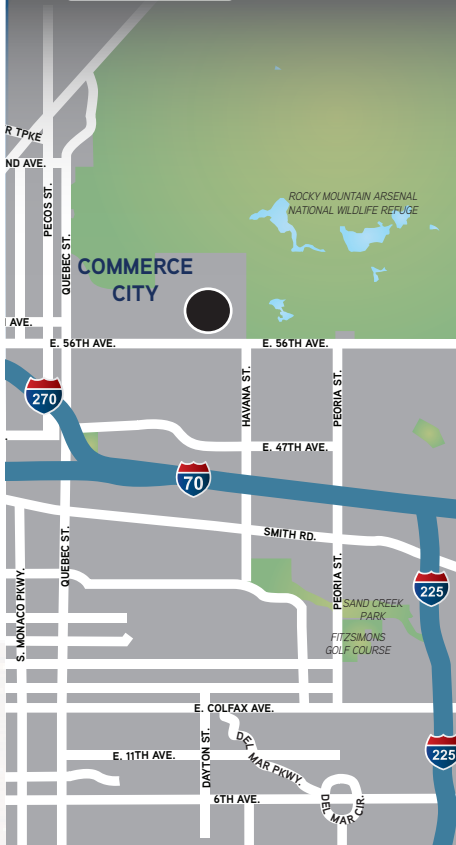 R TPKE
ND AVE.
PECOS ST.
QUEBEC ST.
ROCKY MOUNTAIN ARSENAL
NATIONAL WILDLIFE REFUGE
COMMERCE
CITY
AVE.
E. 56TH AVE.
E. 56TH AVE.
HAVANA ST.
PEORIA ST.
270
E. 47TH AVE.
70
SMITH RD.
QUEBEC ST.
PEORIA ST.
S. MONACO PKWY.
225
SAND CREEK
PARK
FITZSIMONS
GOLF COURSE
E. COLFAX AVE.
DAYTON ST.
DEL MAR PKWY.
225
E. 11TH AVE.
6TH AVE.
DEL MAR CIR.